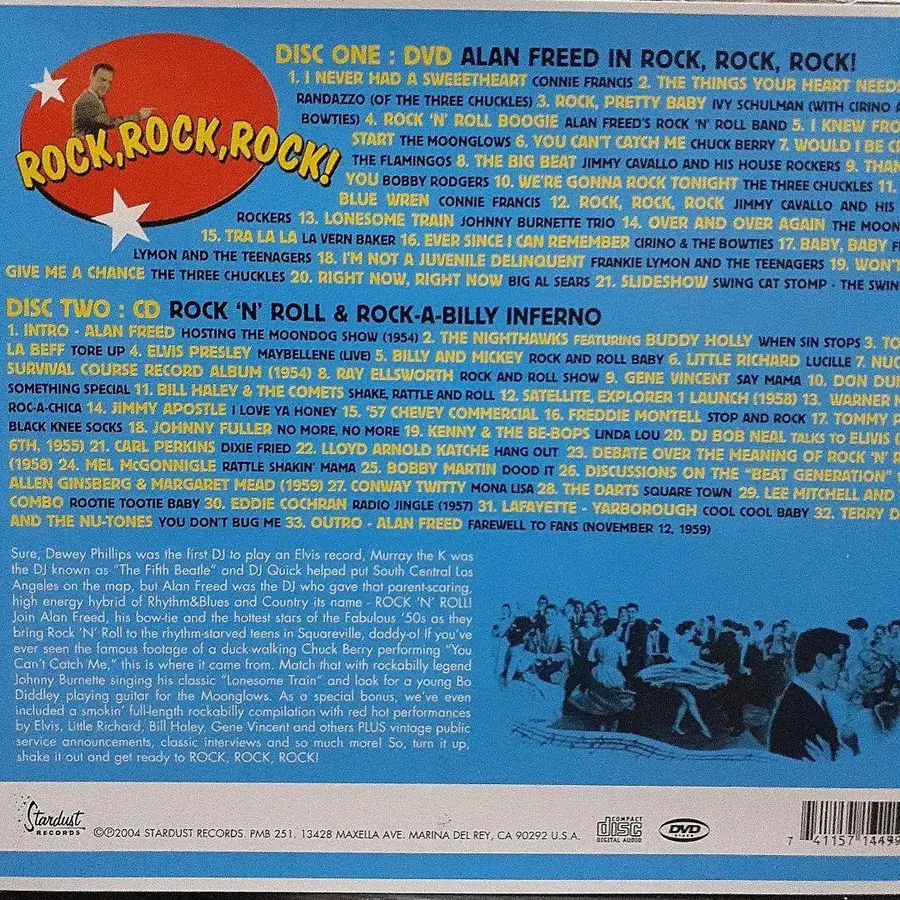 ROCK, ROCK, ROCK!
DISC ONE : DVD ALAN FREED IN ROCK, ROCK, ROCK!
1. I NEVER HAD A SWEEETHEART CONNIE FRANCIS 2. THE THINGS YOUR HEART NEEDS
RANDAZZO (OF THE THREE CHUCKLES) 3. ROCK, PRETTY BABY IVY SCHULMAN (WITH CIRINO
BOWTIES) 4. ROCK 'N' ROLL BOOGIE ALAN FREED'S ROCK 'N' ROLL BAND 5. I KNEW
START THE MOONGLOWS 6. YOU CAN'T CATCH ME CHUCK BERRY 7. WOULD I BE
THE FLAMINGOS 8. THE BIG BEAT JIMMY CAVALLO AND HIS HOUSE ROCKERS 9.
YOU BOBBY RODGERS 10. WE'RE GONNA ROCK TONIGHT THE THREE CHUCKLES 11.
BLUE WREN CONNIE FRANCIS 12. ROCK, ROCK, ROCK JIMMY CAVALLO AND HIS
ROCKERS 13. LONESOME TRAIN JOHNNY BURNETTE TRIO 14. OVER AND OVER AGAIN THE
15. TRA LA LA LA VERN BAKER 16. EVER SINCE I CAN REMEMBER CIRINO & THE BOWTIES 17. BABY, BABY
LYMON AND THE TEENAGERS 18. I'M NOT A JUVENILE DELINQUENT FRANKIE LYMON AND THE TEENAGERS 19. WON'T
GIVE ME A CHANCE THE THREE CHUCKLES 20. RIGHT NOW, RIGHT NOW BIG AL SEARS 21. SLIDESHOW SWING CAT STOMP - THE
DISC TWO : CD ROCK 'N' ROLL & ROCK-A-BILLY INFERNO
1. INTRO - ALAN FREED HOSTING THE MOONDOG SHOW (1954) 2. THE NIGHTHAWKS FEATURING BUDDY HOLLY WHEN SIN STOPS 3.
LA BEFF TORE UP 4. ELVIS PRESLEY MAYBELLENE (LIVE) 5. BILLY AND MICKEY ROCK AND ROLL BABY 6. LITTLE RICHARD LUCILLE 7.
SURVIVAL COURSE RECORD ALBUM (1954) 8. RAY ELLSWORTH ROCK AND ROLL SHOW 9. GENE VINCENT SAY MAMA 10. DON
SOMETHING SPECIAL 11. BILL HALEY & THE COMETS SHAKE, RATTLE AND ROLL 12. SATELLITE, EXPLORER 1 LAUNCH (1958) 13. WARNER
ROC-A-CHICA 14. JIMMY APOSTLE I LOVE YA HONEY 15. '57 CHEVEY COMMERCIAL 16. FREDDIE MONTELL STOP AND ROCK 17. TOMMY
BLACK KNEE SOCKS 18. JOHNNY FULLER NO MORE, NO MORE 19. KENNY & THE BE-BOPS LINDA LOU 20. DJ BOB NEAL TALKS TO ELIVIS
6TH, 1955) 21. CARL PERKINS DIXIE FRIED 22. LLOYD ARNOLD KATCHE HANG OUT 23. DEBATE OVER THE MEANING OF ROCK 'N'
(1958) 24. MEL McGONNIGLE RATTLE SHAKIN' MAMA 25. BOBBY MARTIN DOOD IT 26. DISCUSSIONS ON THE "BEAT GENERATION"
ALLEN GINSBERG & MARGARET MEAD (1959) 27. CONWAY TWITTY MONA LISA 28. THE DARTS SQUARE TOWN 29. LEE MITCHELL AND
COMBO ROOTIE TOOTIE BABY 30. EDDIE COCHRAN RADIO JINGLE (1957) 31. LAFAYETTE - YARBOROUGH COOL COOL BABY 32. TERRY
AND THE NU-TONES YOU DON'T BUG ME 33. OUTRO - ALAN FREED FAREWELL TO FANS (NOVEMBER 12, 1959)
Sure, Dewey Phillips was the first DJ to play an Elvis record, Murray the K was
the DJ known as "The Fifth Beatle" and DJ Quick helped put South Central Los
Angeles on the map, but Alan Freed was the DJ who gave that parent-scaring,
high energy hybrid of Rhythm&Blues and Country its name - ROCK 'N' ROLL!
Join Alan Freed, his bow-tie and the hottest stars of the Fabulous '50s as they
bring Rock 'N' Roll to the rhythm-starved teens in Squareville, daddy-o! If you've
ever seen the famous footage of a duck-walking Chuck Berry performing "You
Can't Catch Me," this is where it came from. Match that with rockabilly legend
Johnny Burnette singing his classic "Lonesome Train" and look for a young Bo
Diddley playing guitar for the Moonglows. As a special bonus, we've even
included a smokin' full-length rockabilly compilation with red hot performances
by Elvis, Little Richard, Bill Haley, Gene Vincent and others PLUS vintage public
service announcements, classic interviews and so much more! So, turn it up,
shake it out and get ready to ROCK, ROCK, ROCK!
Stardust
RECORDS
©℗2004 STARDUST RECORDS. PMB 251. 13428 MAXELLA AVE. MARINA DEL REY, CA 90292 U.S.A.
COMPACT
disc
DIGITAL AUDIO
DVD
VIDEO
7 41157